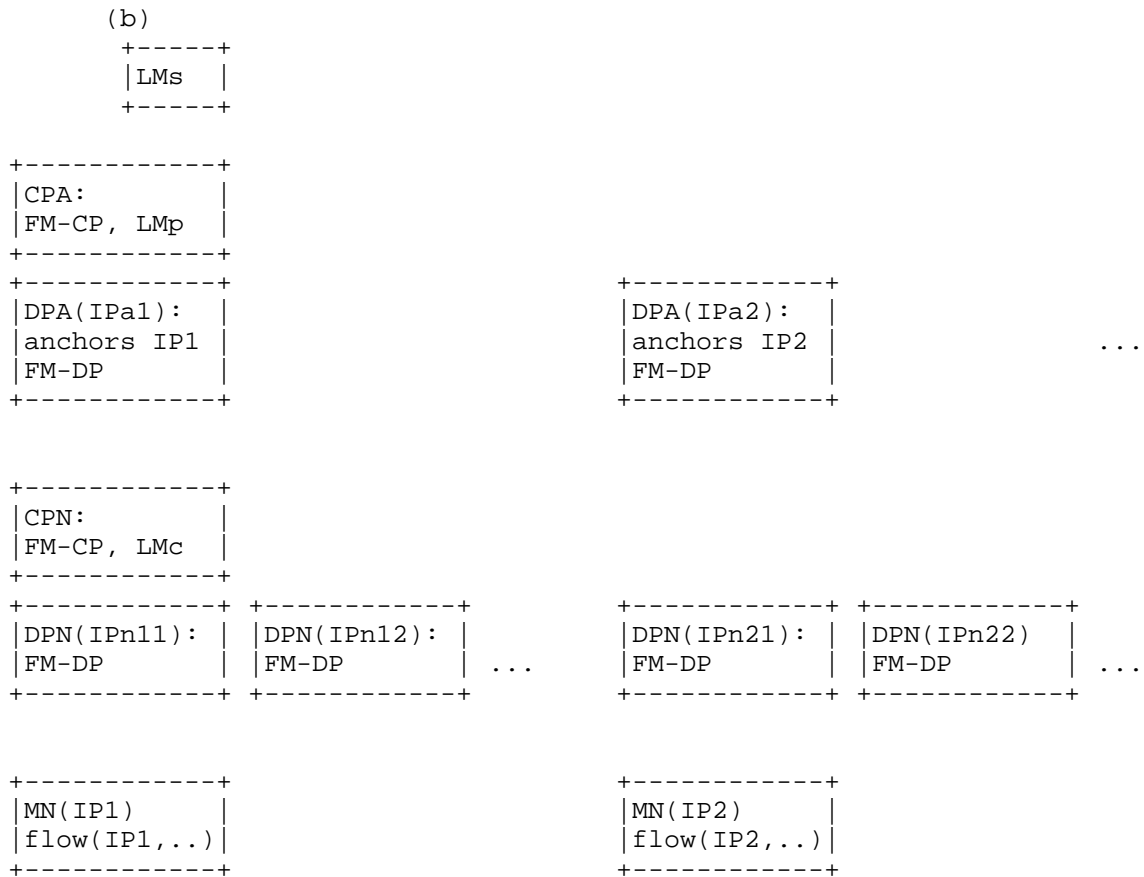 (b)
+-----+
|LMs  |
+-----+
+------------+
|CPA:        |
|FM-CP, LMp  |
+------------+
+------------+                        +------------+
|DPA(IPa1):  |                        |DPA(IPa2):  |
|anchors IP1 |                        |anchors IP2 |                ...
|FM-DP       |                        |FM-DP       |
+------------+                        +------------+
+------------+
|CPN:        |
|FM-CP, LMc  |
+------------+
+------------+ +------------+         +------------+ +------------+
|DPN(IPn11): | |DPN(IPn12): |         |DPN(IPn21): | |DPN(IPn22)  |
|FM-DP       | |FM-DP       | ...     |FM-DP       | |FM-DP       | ...
+------------+ +------------+         +------------+ +------------+
+------------+                        +------------+
|MN(IP1)     |                        |MN(IP2)     |
|flow(IP1,..)|                        |flow(IP2,..)|
+------------+                        +------------+